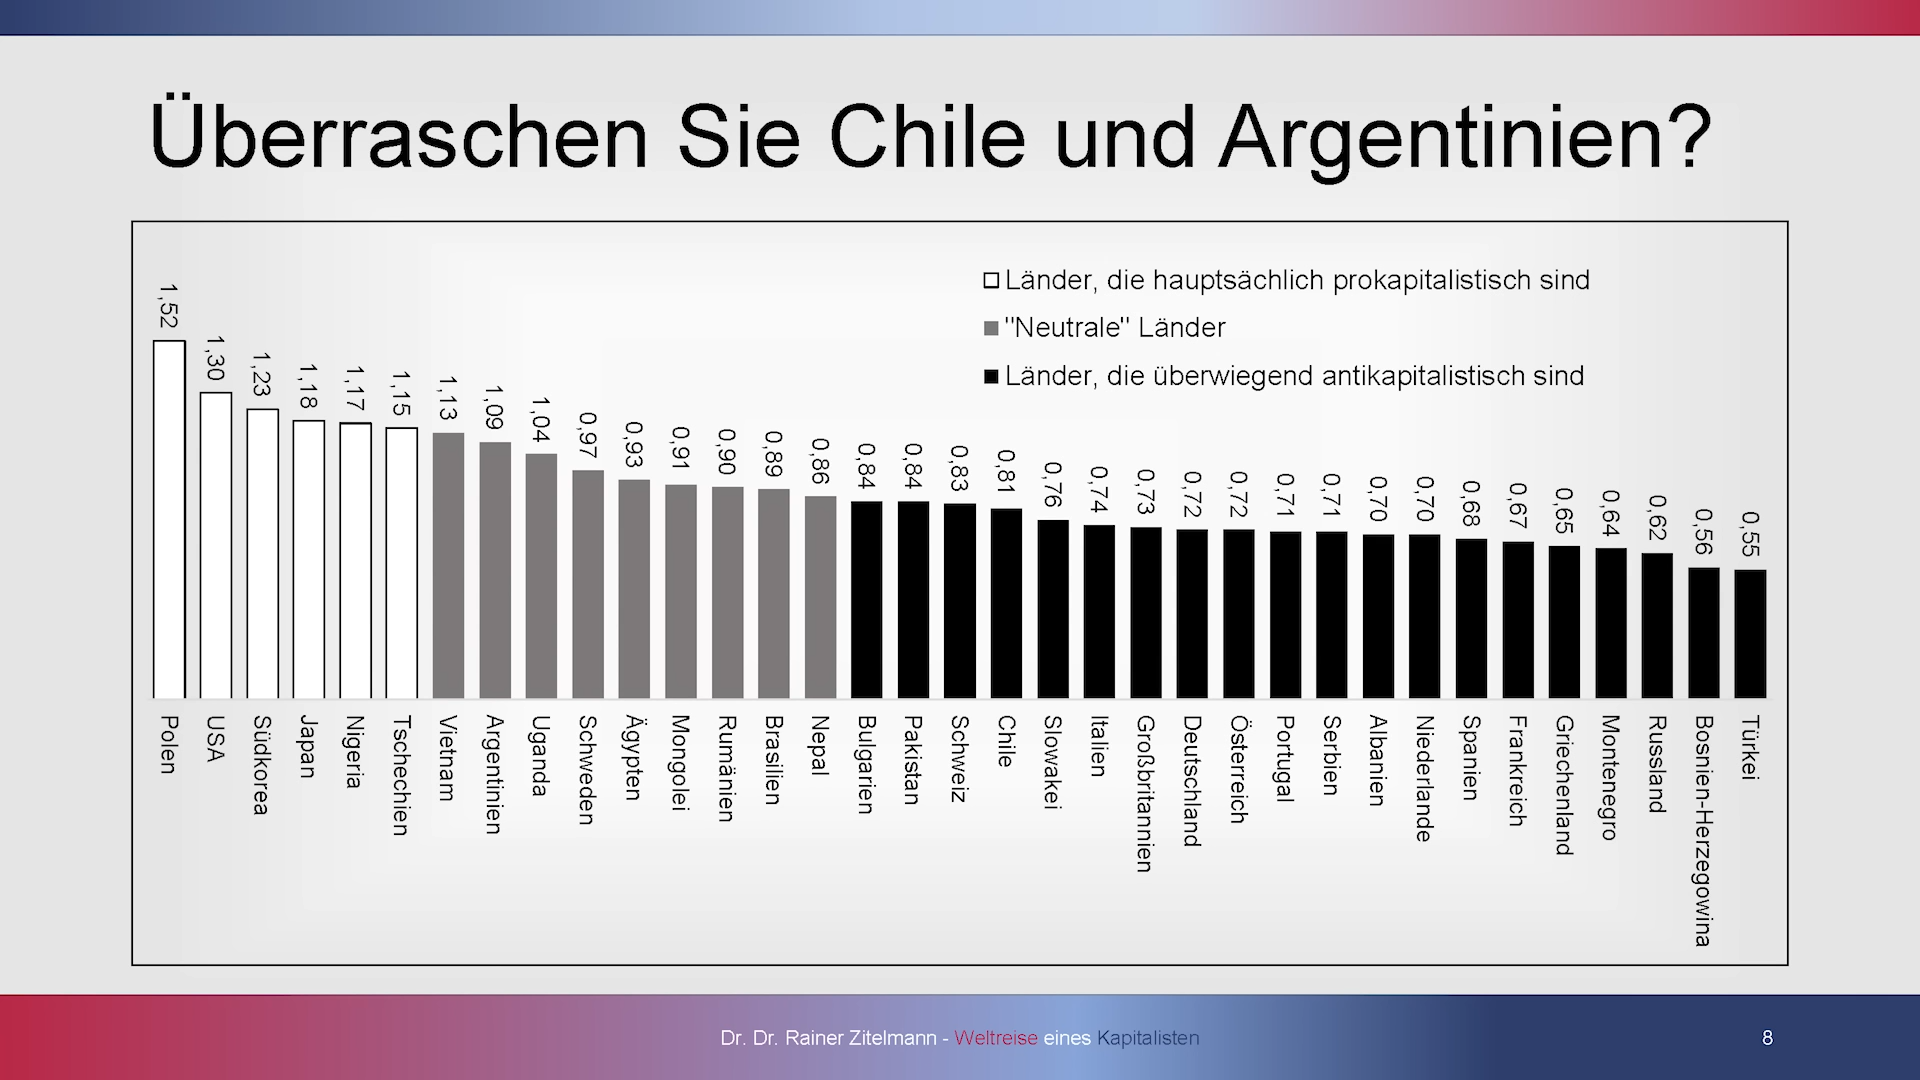 Überraschen Sie Chile und Argentinien?
Länder, die hauptsächlich prokapitalistisch sind
"Neutrale" Länder
Länder, die überwiegend antikapitalistisch sind
1,52
1,30
1,23
1,18
1,17
1,15
1,13
1,09
1,04
0,97
0,93
0,91
0,90
0,89
0,86
0,84
0,84
0,83
0,81
0,76
0,74
0,73
0,72
0,72
0,71
0,71
0,70
0,70
0,68
0,67
0,65
0,64
0,62
0,56
0,55
Polen
USA
Südkorea
Japan
Nigeria
Tschechien
Vietnam
Argentinien
Uganda
Schweden
Ägypten
Mongolei
Rumänien
Brasilien
Nepal
Bulgarien
Pakistan
Schweiz
Chile
Slowakei
Italien
Großbritannien
Deutschland
Österreich
Portugal
Serbien
Albanien
Niederlande
Spanien
Frankreich
Griechenland
Montenegro
Russland
Bosnien-Herzegowina
Türkei
Dr. Dr. Rainer Zitelmann - Weltreise eines Kapitalisten
8